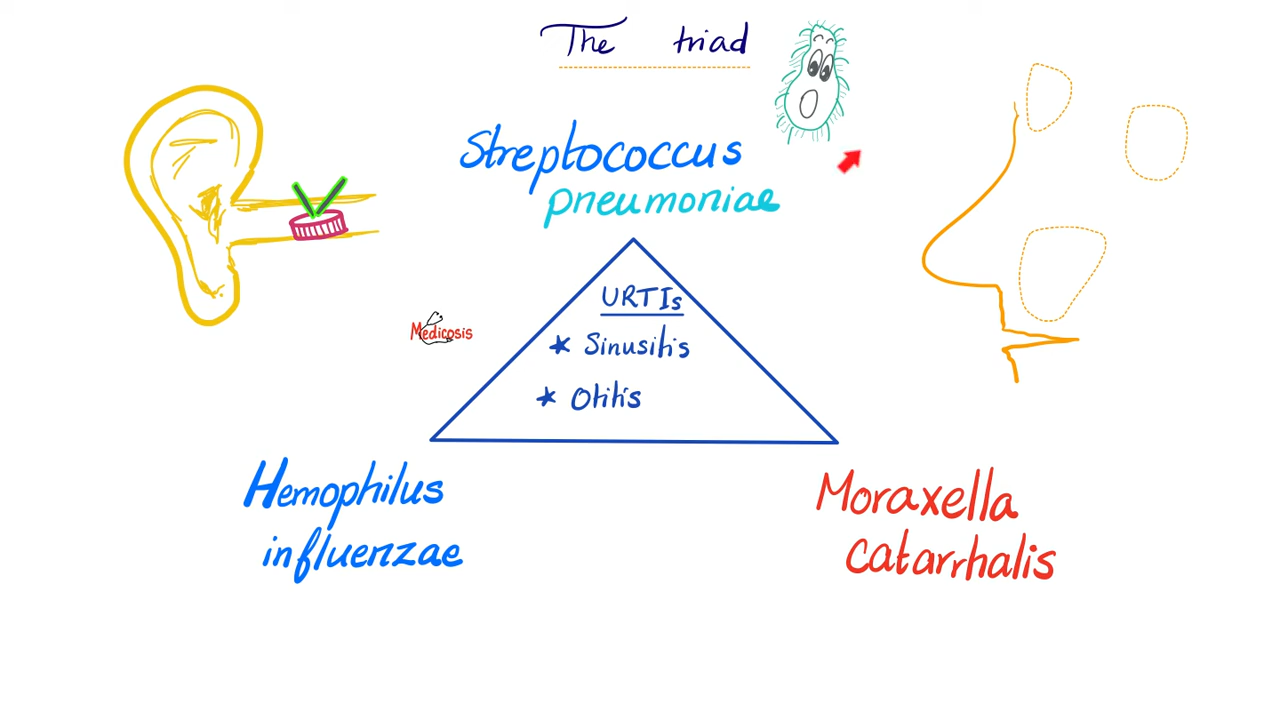 The triad
Streptococcus
pneumoniae
URTIs
Medicosis
* Sinusitis
* Otitis
Hemophilus
influenzae
Moraxella
catarrhalis